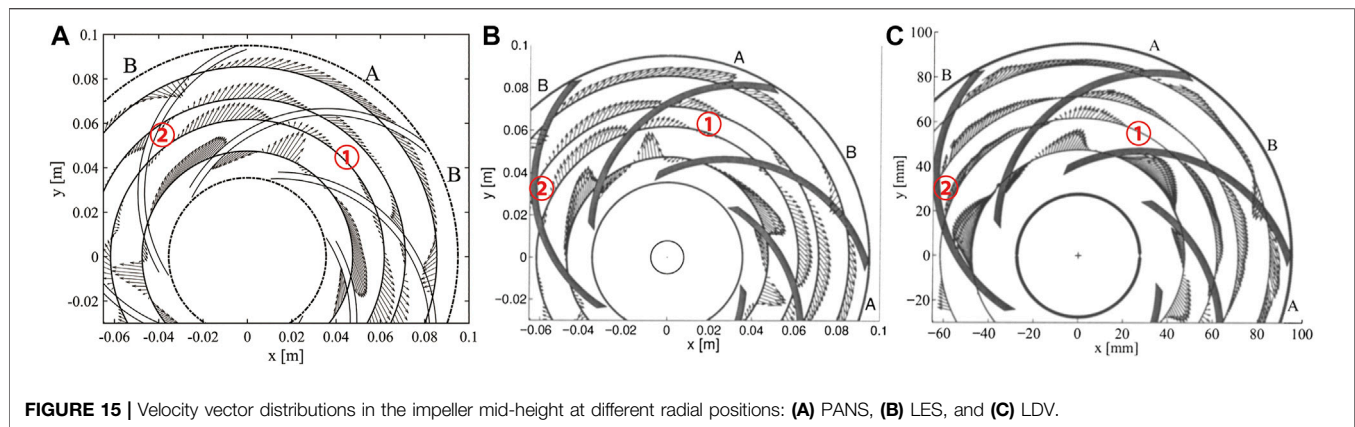 A
0.1
0.08
0.06
0.04
0.02
0
-0.02
y [m]
-0.06 -0.04 -0.02 0 0.02 0.04 0.06 0.08 0.1
x [m]
B
A
B
1
2
B
0.1
0.08
0.06
0.04
0.02
0
-0.02
y [m]
-0.06 -0.04 -0.02 0 0.02 0.04 0.06 0.08 0.1
x [m]
A
B
B
A
1
2
C
100
80
60
40
20
0
-20
y [mm]
-60 -40 -20 0 20 40 60 80 100
x [mm]
A
B
B
A
1
2
FIGURE 15 | Velocity vector distributions in the impeller mid-height at different radial positions: (A) PANS, (B) LES, and (C) LDV.